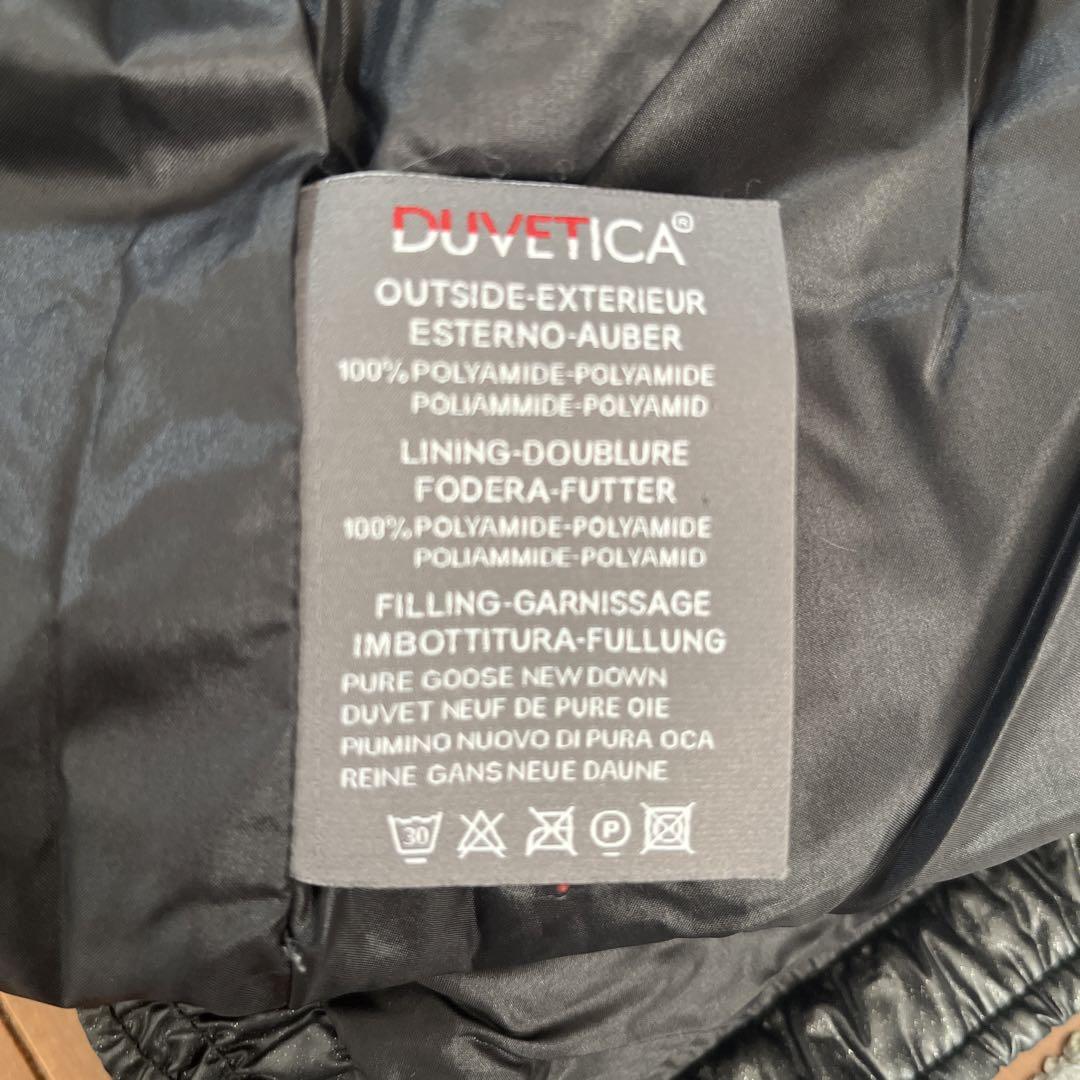 DUVETICA®
OUTSIDE-EXTERIEUR
ESTERNO-AUBER
100% POLYAMIDE-POLYAMIDE
POLIAMMIDE-POLYAMID
LINING-DOUBLURE
FODERA-FUTTER
100% POLYAMIDE-POLYAMIDE
POLIAMMIDE-POLYAMID
FILLING-GARNISSAGE
IMBOTTITURA-FULLUNG
PURE GOOSE NEW DOWN
DUVET NEUF DE PURE OIE
PIUMINO NUOVO DI PURA OCA
REINE GANS NEUE DAUNE
30 P